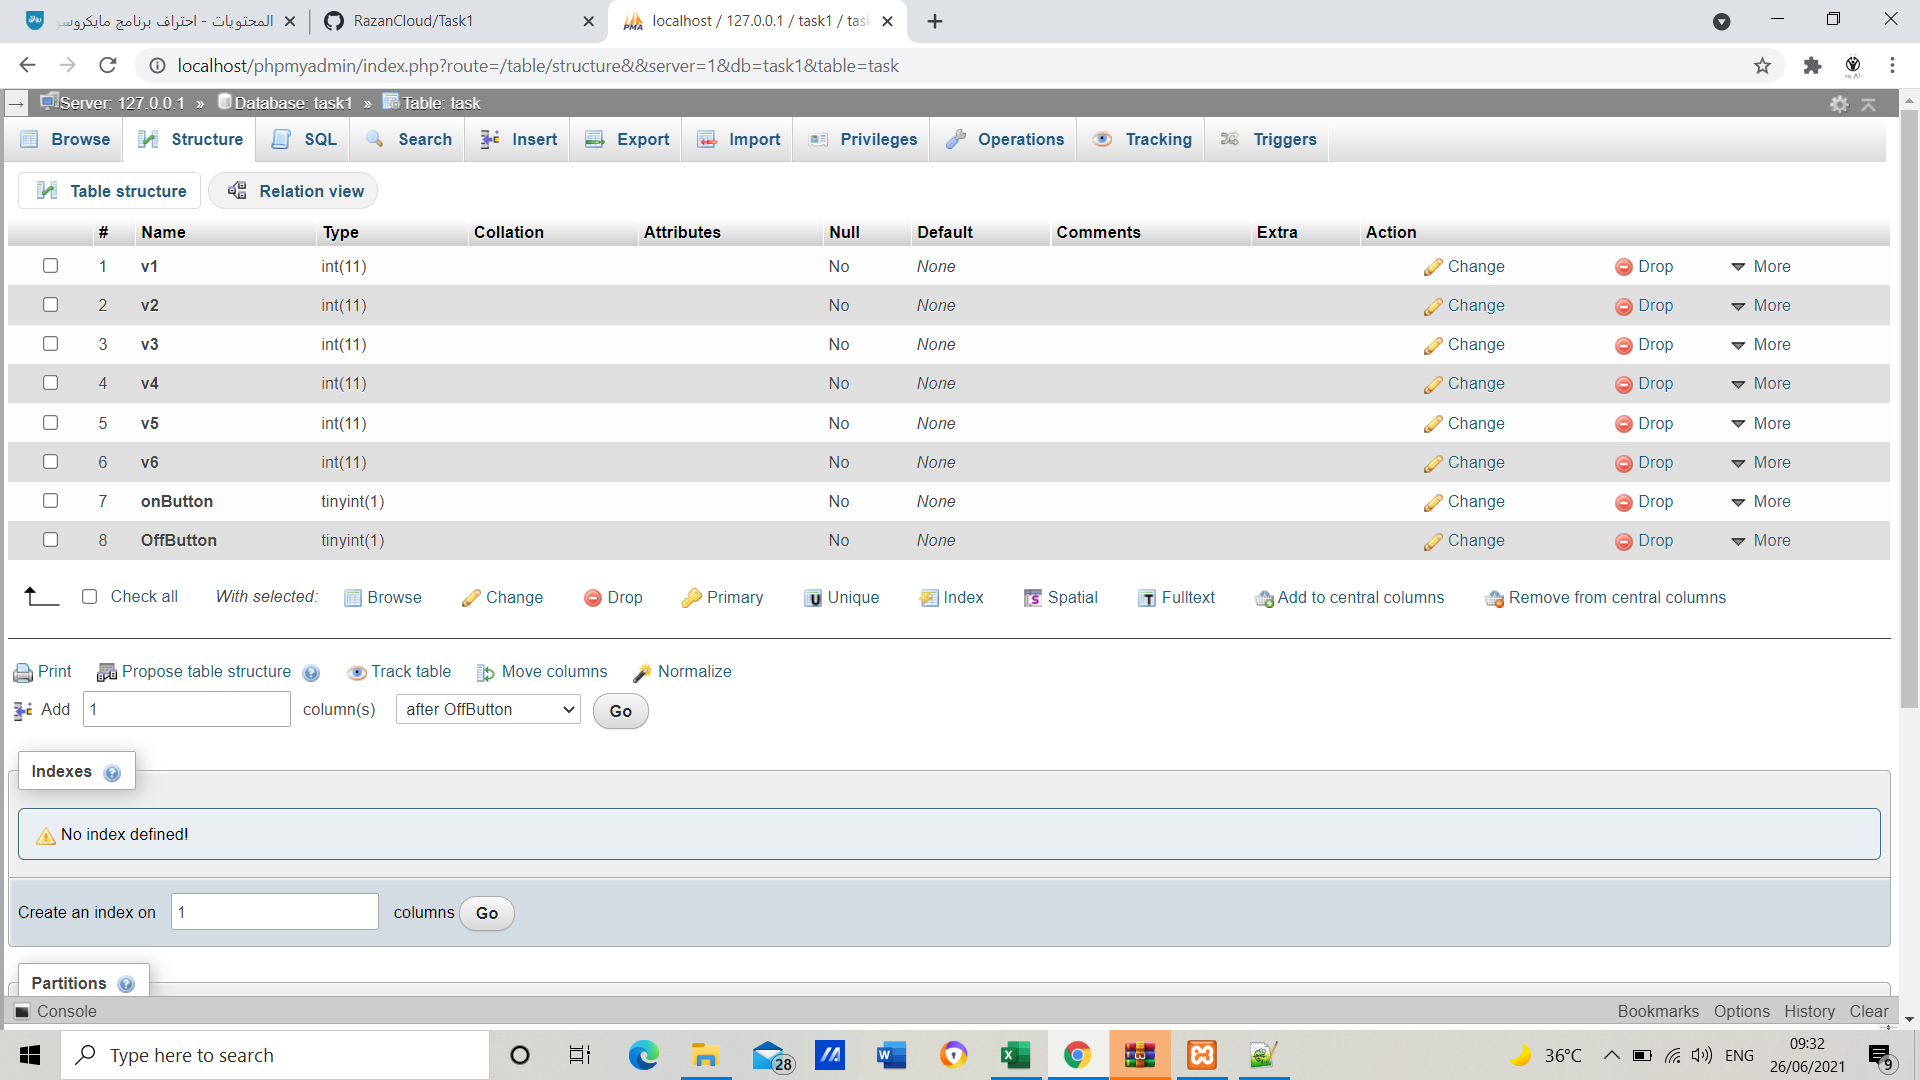 المحتويات - احتراف برنامج مايكروسو
RazanCloud/Task1
localhost / 127.0.0.1 / task1 / task
localhost/phpmyadmin/index.php?route=/table/structure&&server=1&db=task1&table=task
Server: 127.0.0.1 » Database: task1 » Table: task
Browse Structure SQL Search Insert Export Import Privileges Operations Tracking Triggers
Table structure Relation view
# Name Type Collation Attributes Null Default Comments Extra Action
1 v1 int(11) No None Change Drop More
2 v2 int(11) No None Change Drop More
3 v3 int(11) No None Change Drop More
4 v4 int(11) No None Change Drop More
5 v5 int(11) No None Change Drop More
6 v6 int(11) No None Change Drop More
7 onButton tinyint(1) No None Change Drop More
8 OffButton tinyint(1) No None Change Drop More
Check all With selected: Browse Change Drop Primary Unique Index Spatial Fulltext Add to central columns Remove from central columns
Print Propose table structure Track table Move columns Normalize
Add 1 column(s) after OffButton Go
Indexes
No index defined!
Create an index on 1 columns Go
Partitions
Console Bookmarks Options History Clear
Type here to search 28 36°C ENG 09:32
26/06/2021 9